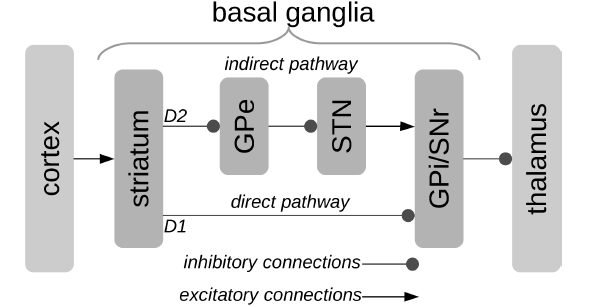 basal ganglia
indirect pathway
cortex
striatum
D2
GPe
STN
GPi/SNr
thalamus
direct pathway
D1
inhibitory connections
excitatory connections